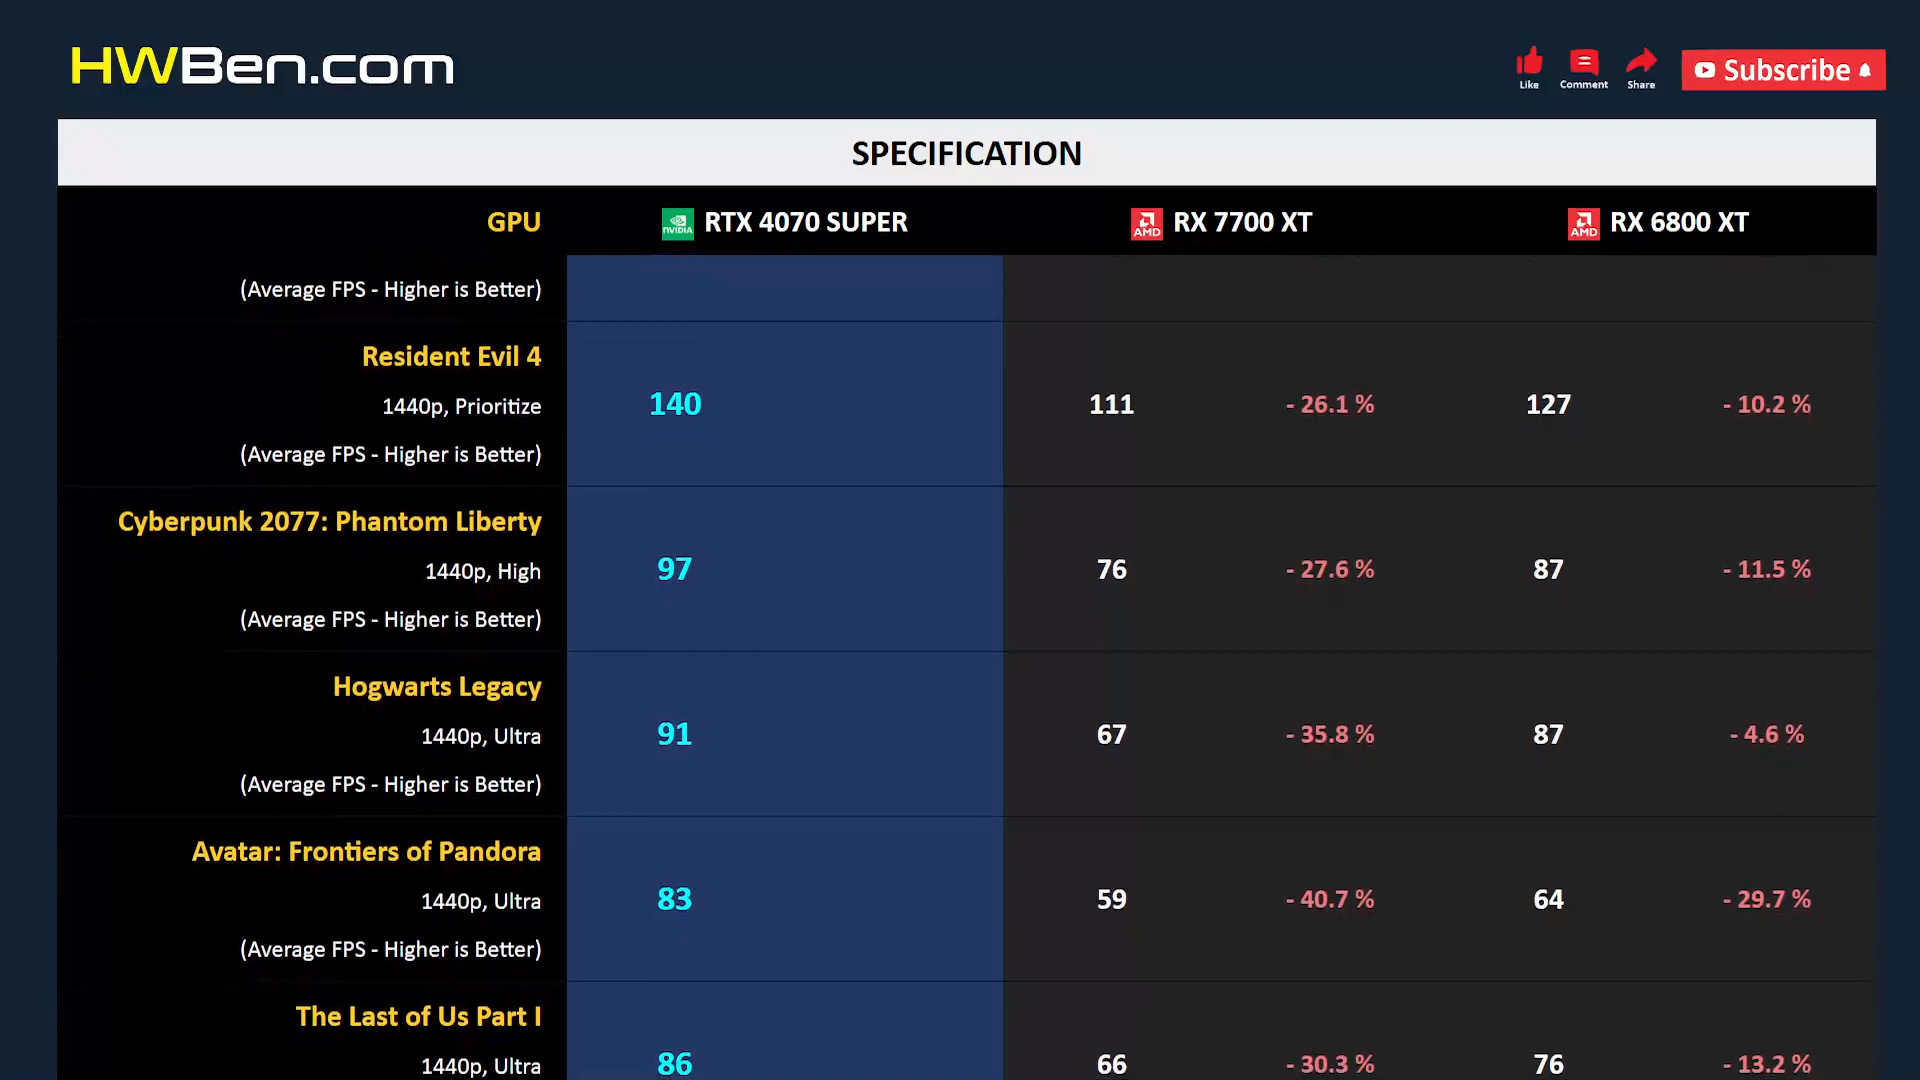 HWBen.com
Like Comment Share Subscribe
SPECIFICATION
GPU NVIDIA RTX 4070 SUPER AMD RX 7700 XT AMD RX 6800 XT
(Average FPS - Higher is Better)
Resident Evil 4
1440p, Prioritize 140 111 - 26.1 % 127 - 10.2 %
(Average FPS - Higher is Better)
Cyberpunk 2077: Phantom Liberty
1440p, High 97 76 - 27.6 % 87 - 11.5 %
(Average FPS - Higher is Better)
Hogwarts Legacy
1440p, Ultra 91 67 - 35.8 % 87 - 4.6 %
(Average FPS - Higher is Better)
Avatar: Frontiers of Pandora
1440p, Ultra 83 59 - 40.7 % 64 - 29.7 %
(Average FPS - Higher is Better)
The Last of Us Part I
1440p, Ultra 86 66 - 30.3 % 76 - 13.2 %